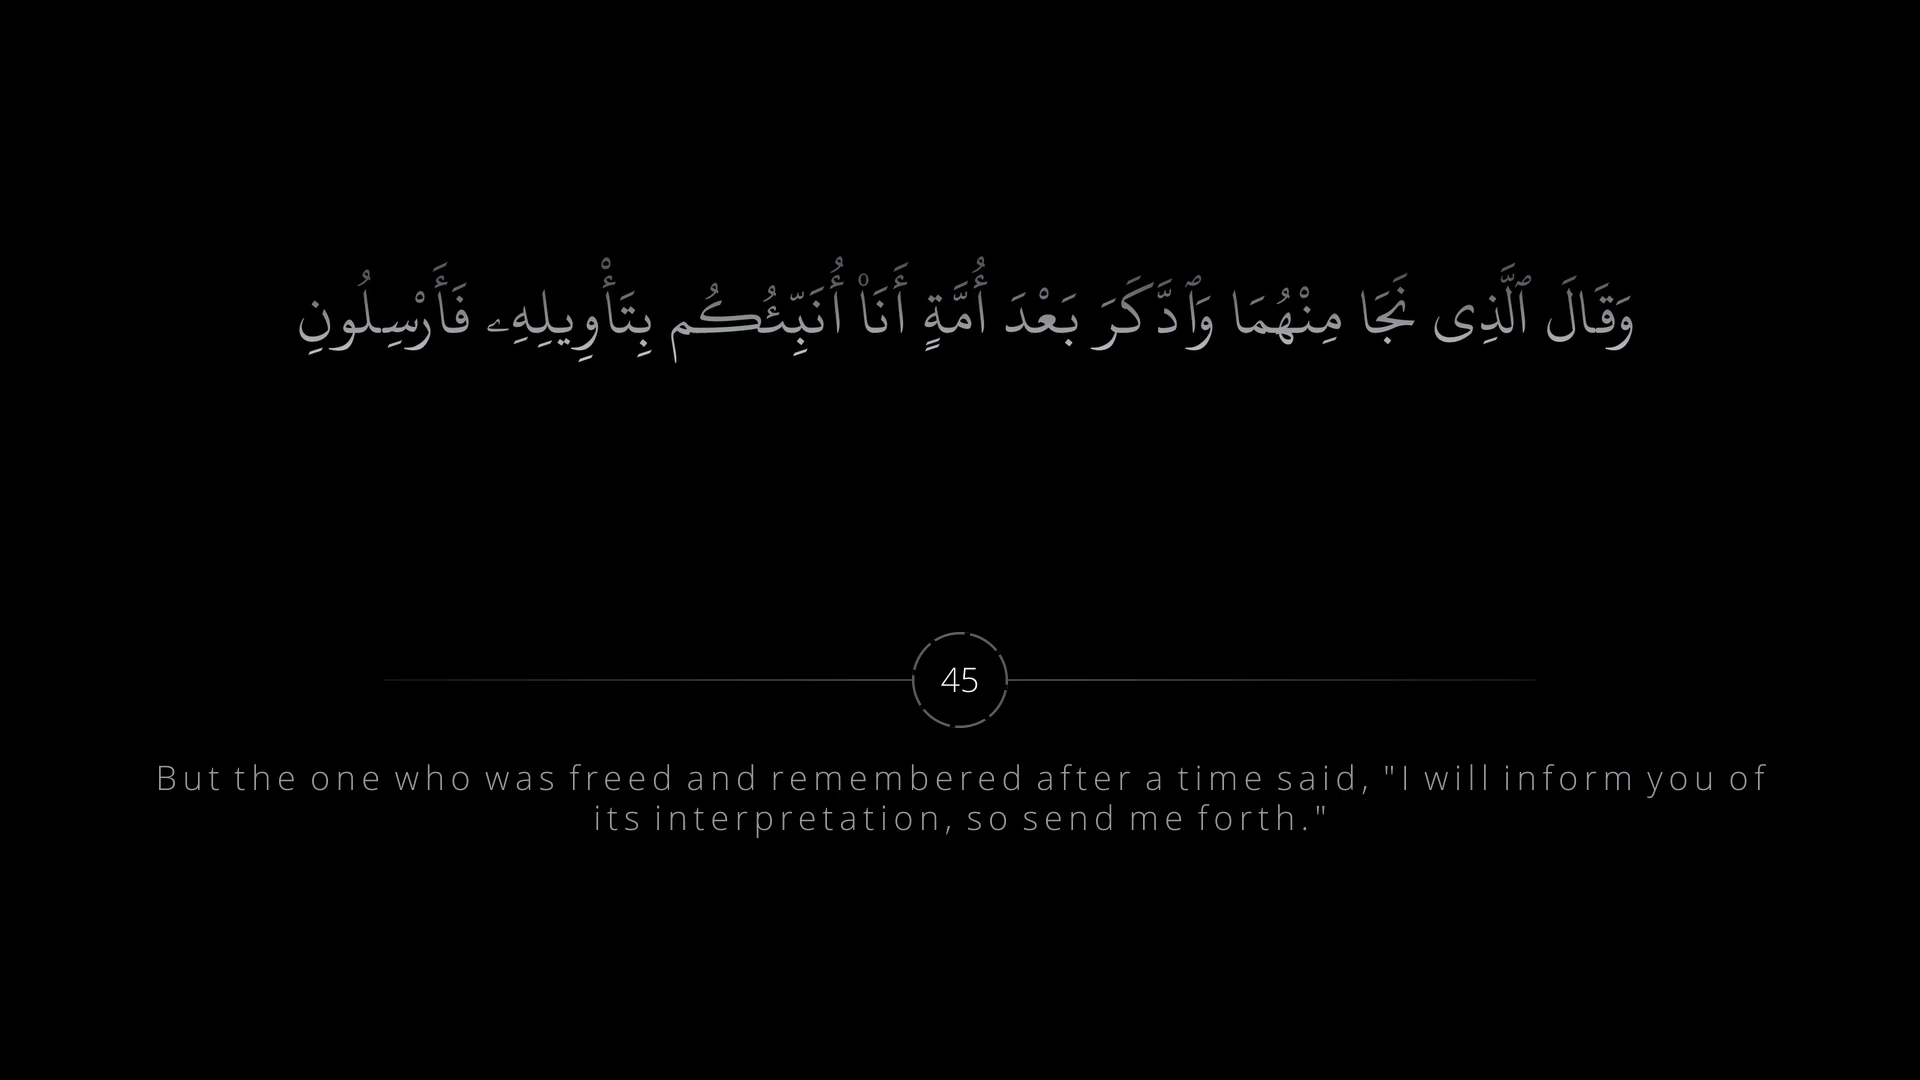 وَقَالَ ٱلَّذِى نَجَا مِنْهُمَا وَٱدَّكَرَ بَعْدَ أُمَّةٍ أَنَا۠ أُنَبِّئُكُم بِتَأْوِيلِهِۦ فَأَرْسِلُونِ
45
But the one who was freed and remembered after a time said, "I will inform you of
its interpretation, so send me forth."